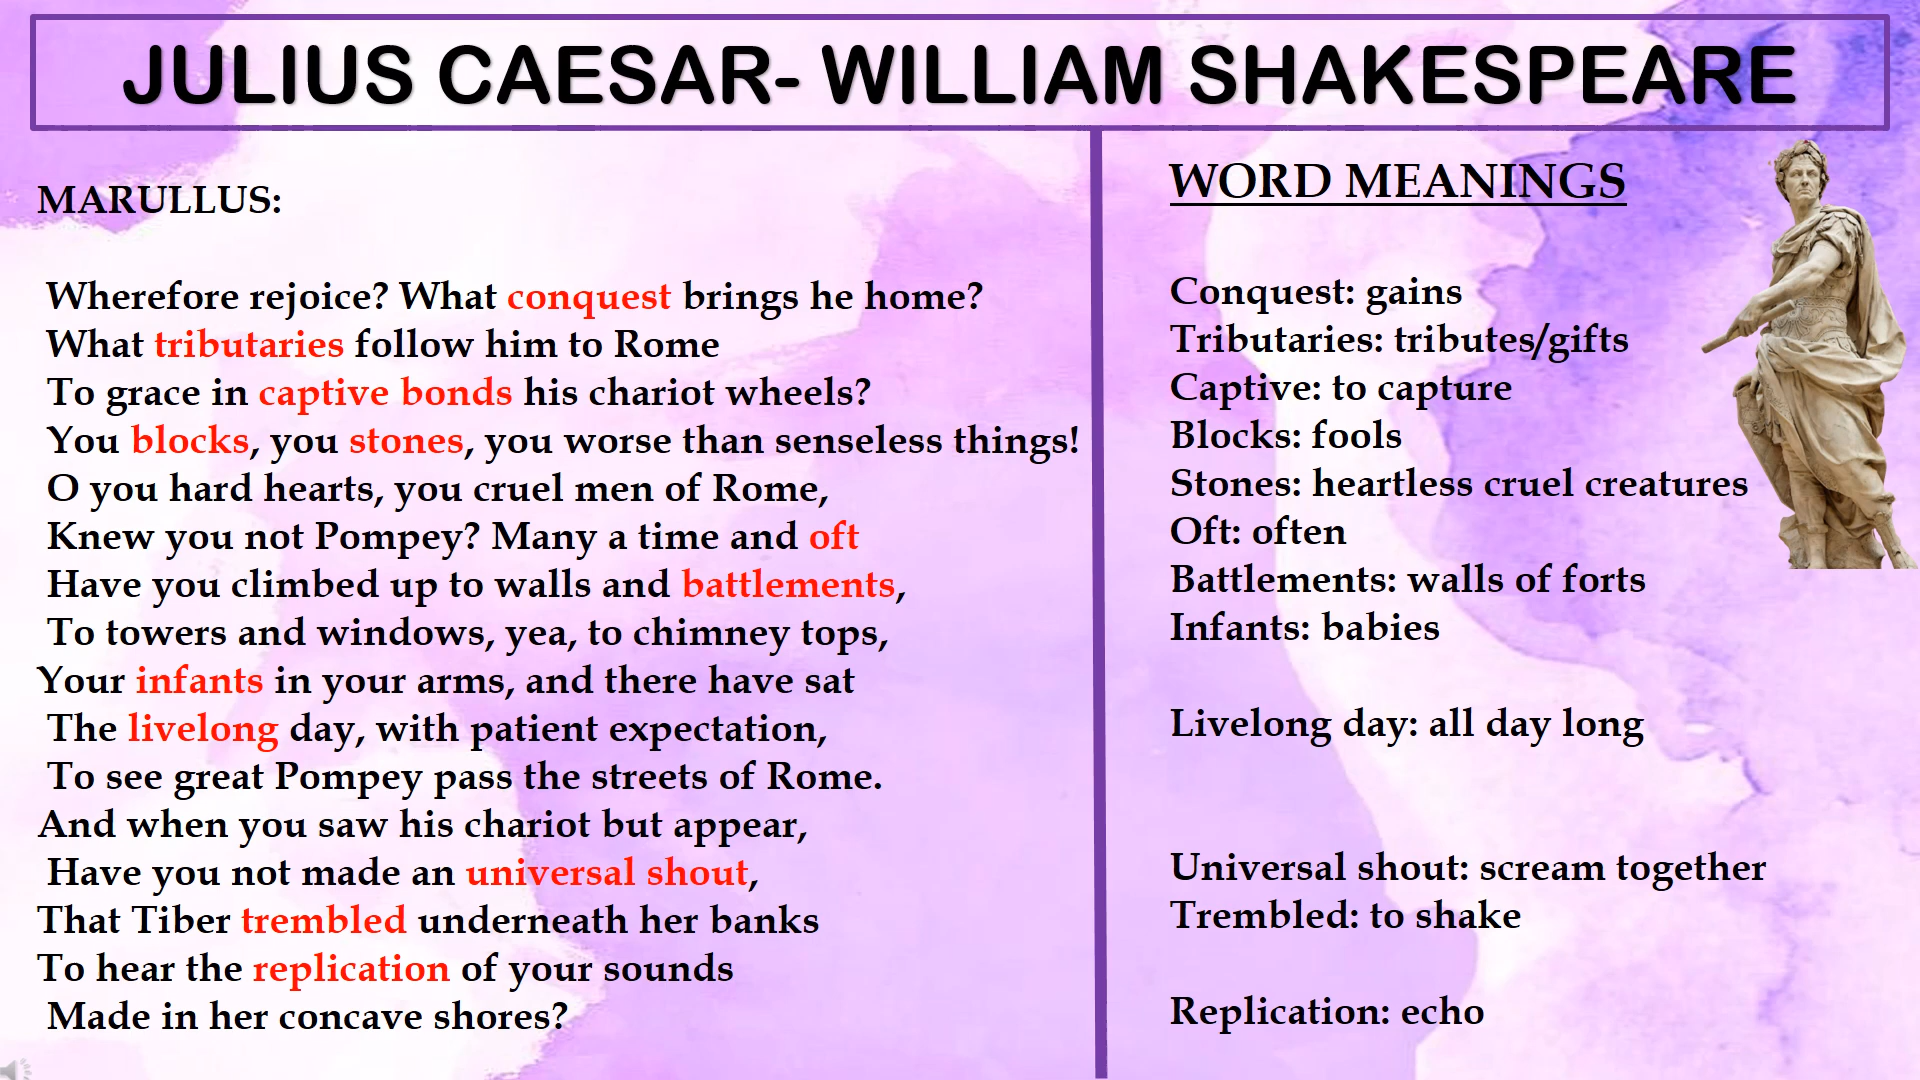 JULIUS CAESAR- WILLIAM SHAKESPEARE
MARULLUS:
Wherefore rejoice? What conquest brings he home?
What tributaries follow him to Rome
To grace in captive bonds his chariot wheels?
You blocks, you stones, you worse than senseless things!
O you hard hearts, you cruel men of Rome,
Knew you not Pompey? Many a time and oft
Have you climbed up to walls and battlements,
To towers and windows, yea, to chimney tops,
Your infants in your arms, and there have sat
The livelong day, with patient expectation,
To see great Pompey pass the streets of Rome.
And when you saw his chariot but appear,
Have you not made an universal shout,
That Tiber trembled underneath her banks
To hear the replication of your sounds
Made in her concave shores?
WORD MEANINGS
Conquest: gains
Tributaries: tributes/gifts
Captive: to capture
Blocks: fools
Stones: heartless cruel creatures
Oft: often
Battlements: walls of forts
Infants: babies
Livelong day: all day long
Universal shout: scream together
Trembled: to shake
Replication: echo